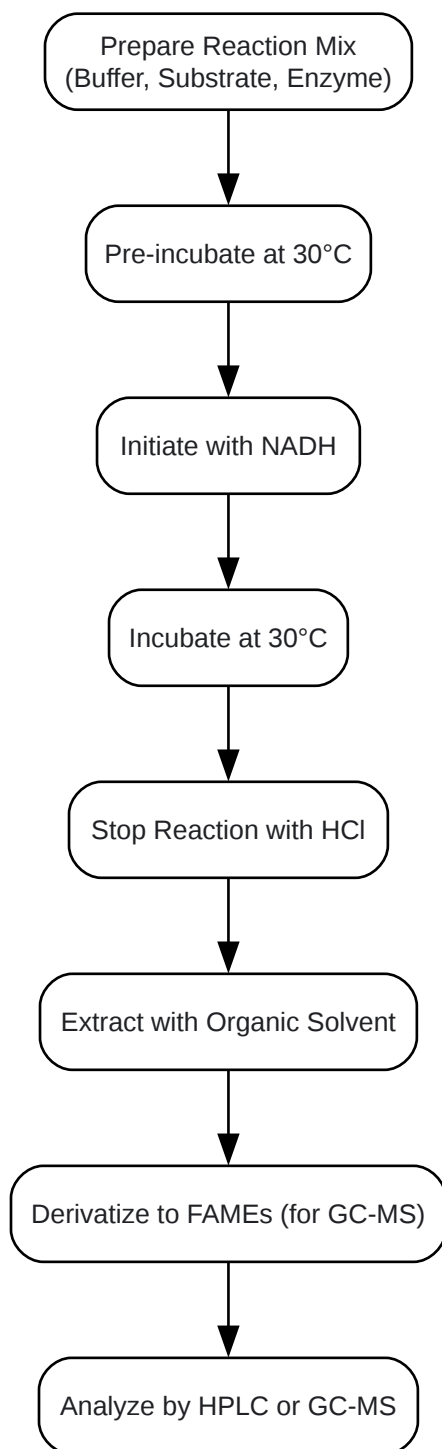 Prepare Reaction Mix
(Buffer, Substrate, Enzyme)
Pre-incubate at 30°C
Initiate with NADH
Incubate at 30°C
Stop Reaction with HCl
Extract with Organic Solvent
Derivatize to FAMEs (for GC-MS)
Analyze by HPLC or GC-MS